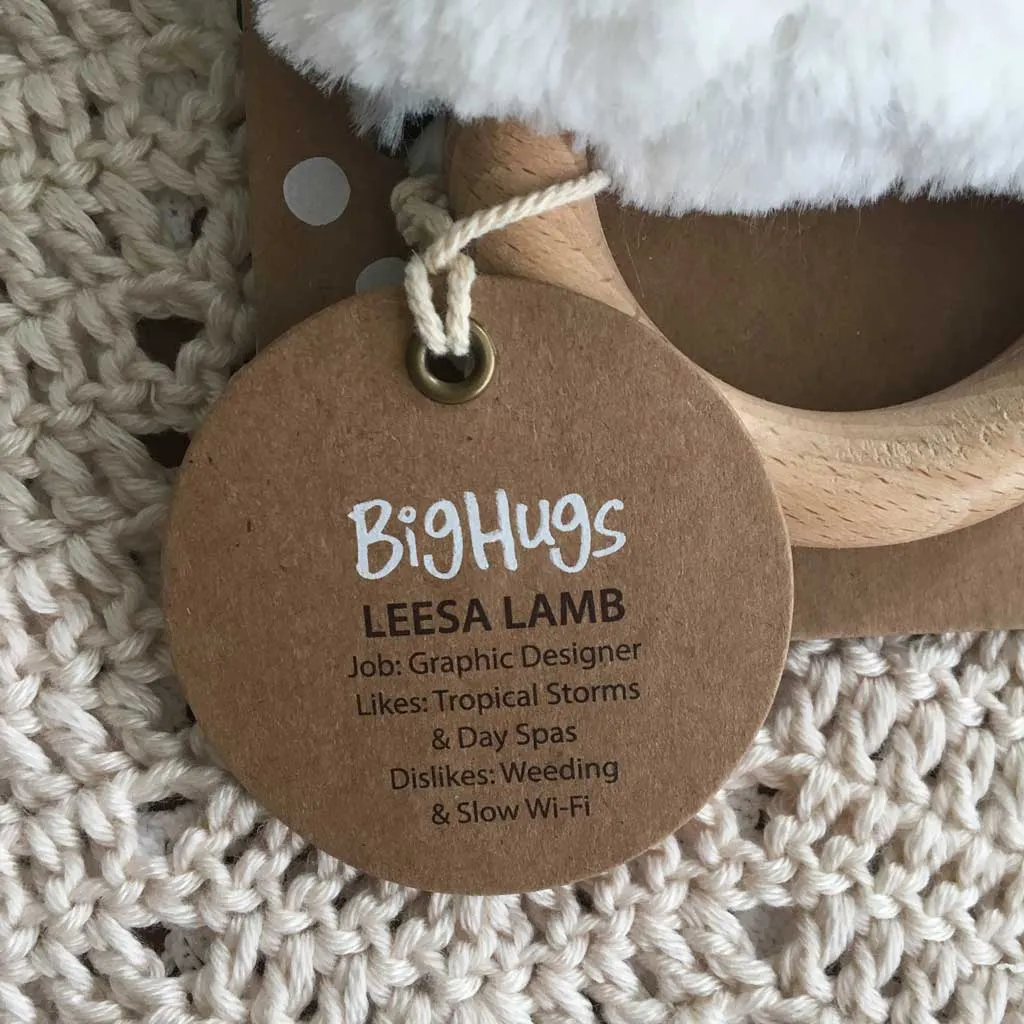 BigHugs
LEESA LAMB
Job: Graphic Designer
Likes: Tropical Storms
& Day Spas
Dislikes: Weeding
& Slow Wi-Fi